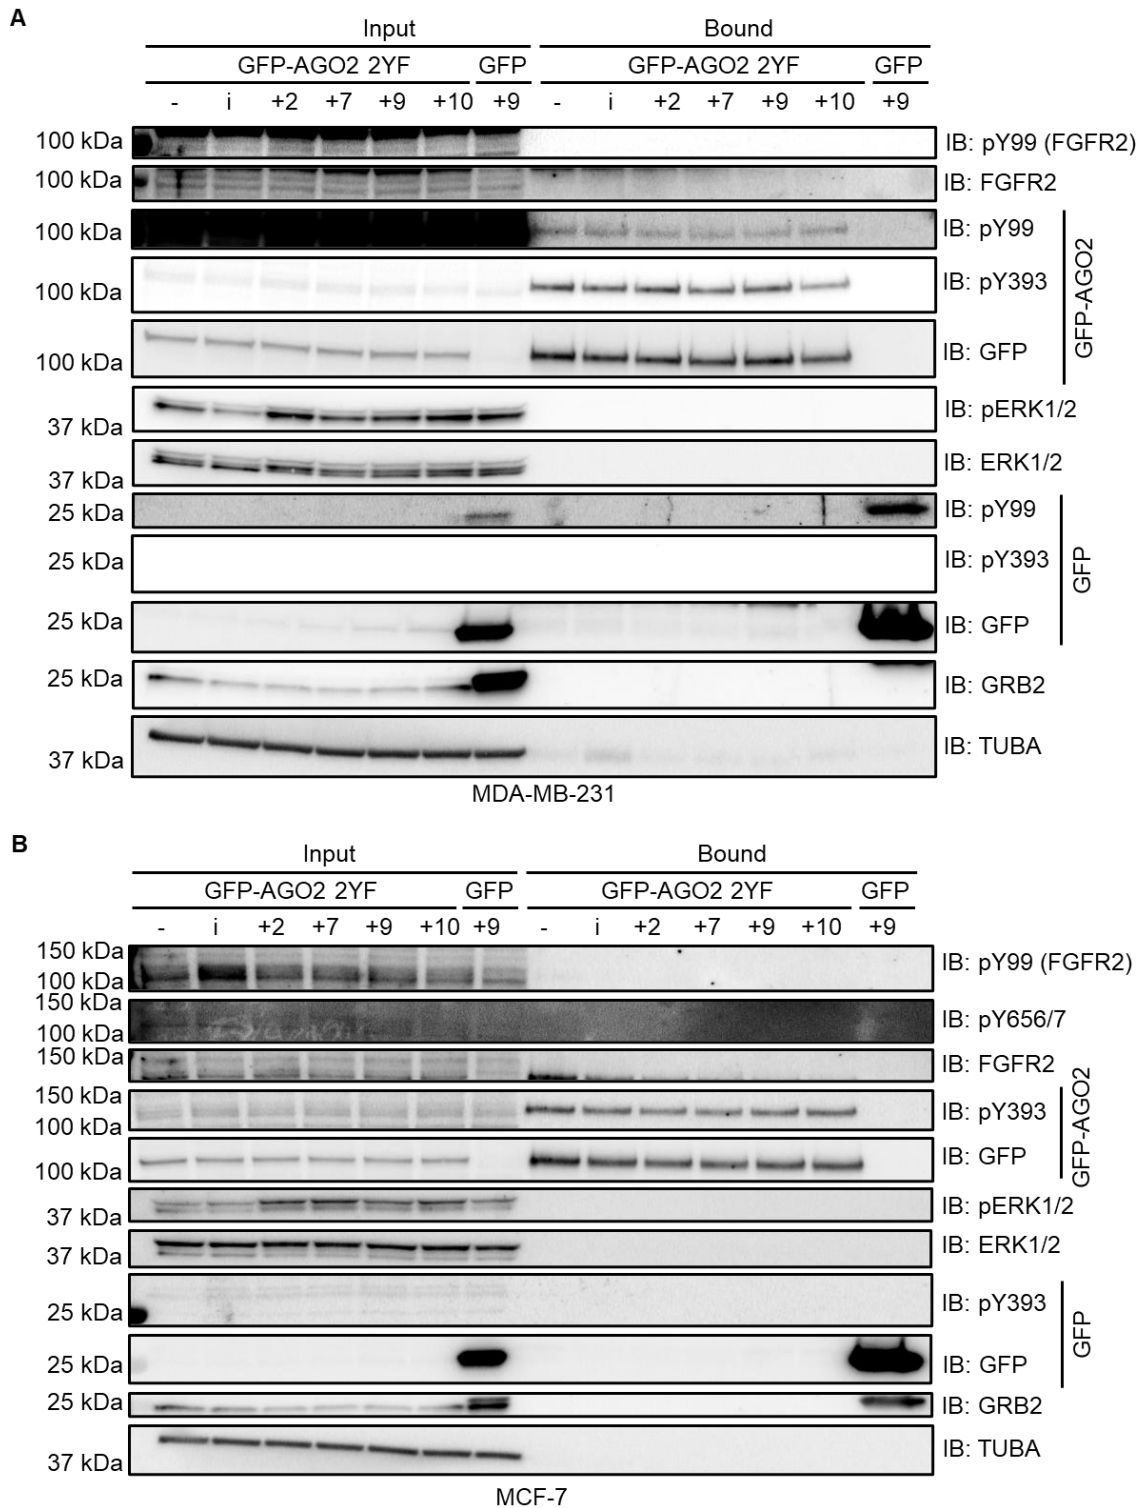 A
Input Bound
GFP-AGO2 2YF GFP GFP-AGO2 2YF GFP
- i +2 +7 +9 +10 +9 - i +2 +7 +9 +10 +9
100 kDa IB: pY99 (FGFR2)
100 kDa IB: FGFR2
100 kDa IB: pY99
100 kDa IB: pY393
100 kDa IB: GFP
GFP-AGO2
37 kDa IB: pERK1/2
37 kDa IB: ERK1/2
25 kDa IB: pY99
25 kDa IB: pY393
25 kDa IB: GFP
GFP
25 kDa IB: GRB2
37 kDa IB: TUBA
MDA-MB-231
B
Input Bound
GFP-AGO2 2YF GFP GFP-AGO2 2YF GFP
- i +2 +7 +9 +10 +9 - i +2 +7 +9 +10 +9
150 kDa
100 kDa IB: pY99 (FGFR2)
150 kDa
100 kDa IB: pY656/7
150 kDa IB: FGFR2
150 kDa
100 kDa IB: pY393
100 kDa IB: GFP
GFP-AGO2
37 kDa IB: pERK1/2
37 kDa IB: ERK1/2
25 kDa IB: pY393
25 kDa IB: GFP
GFP
25 kDa IB: GRB2
37 kDa IB: TUBA
MCF-7